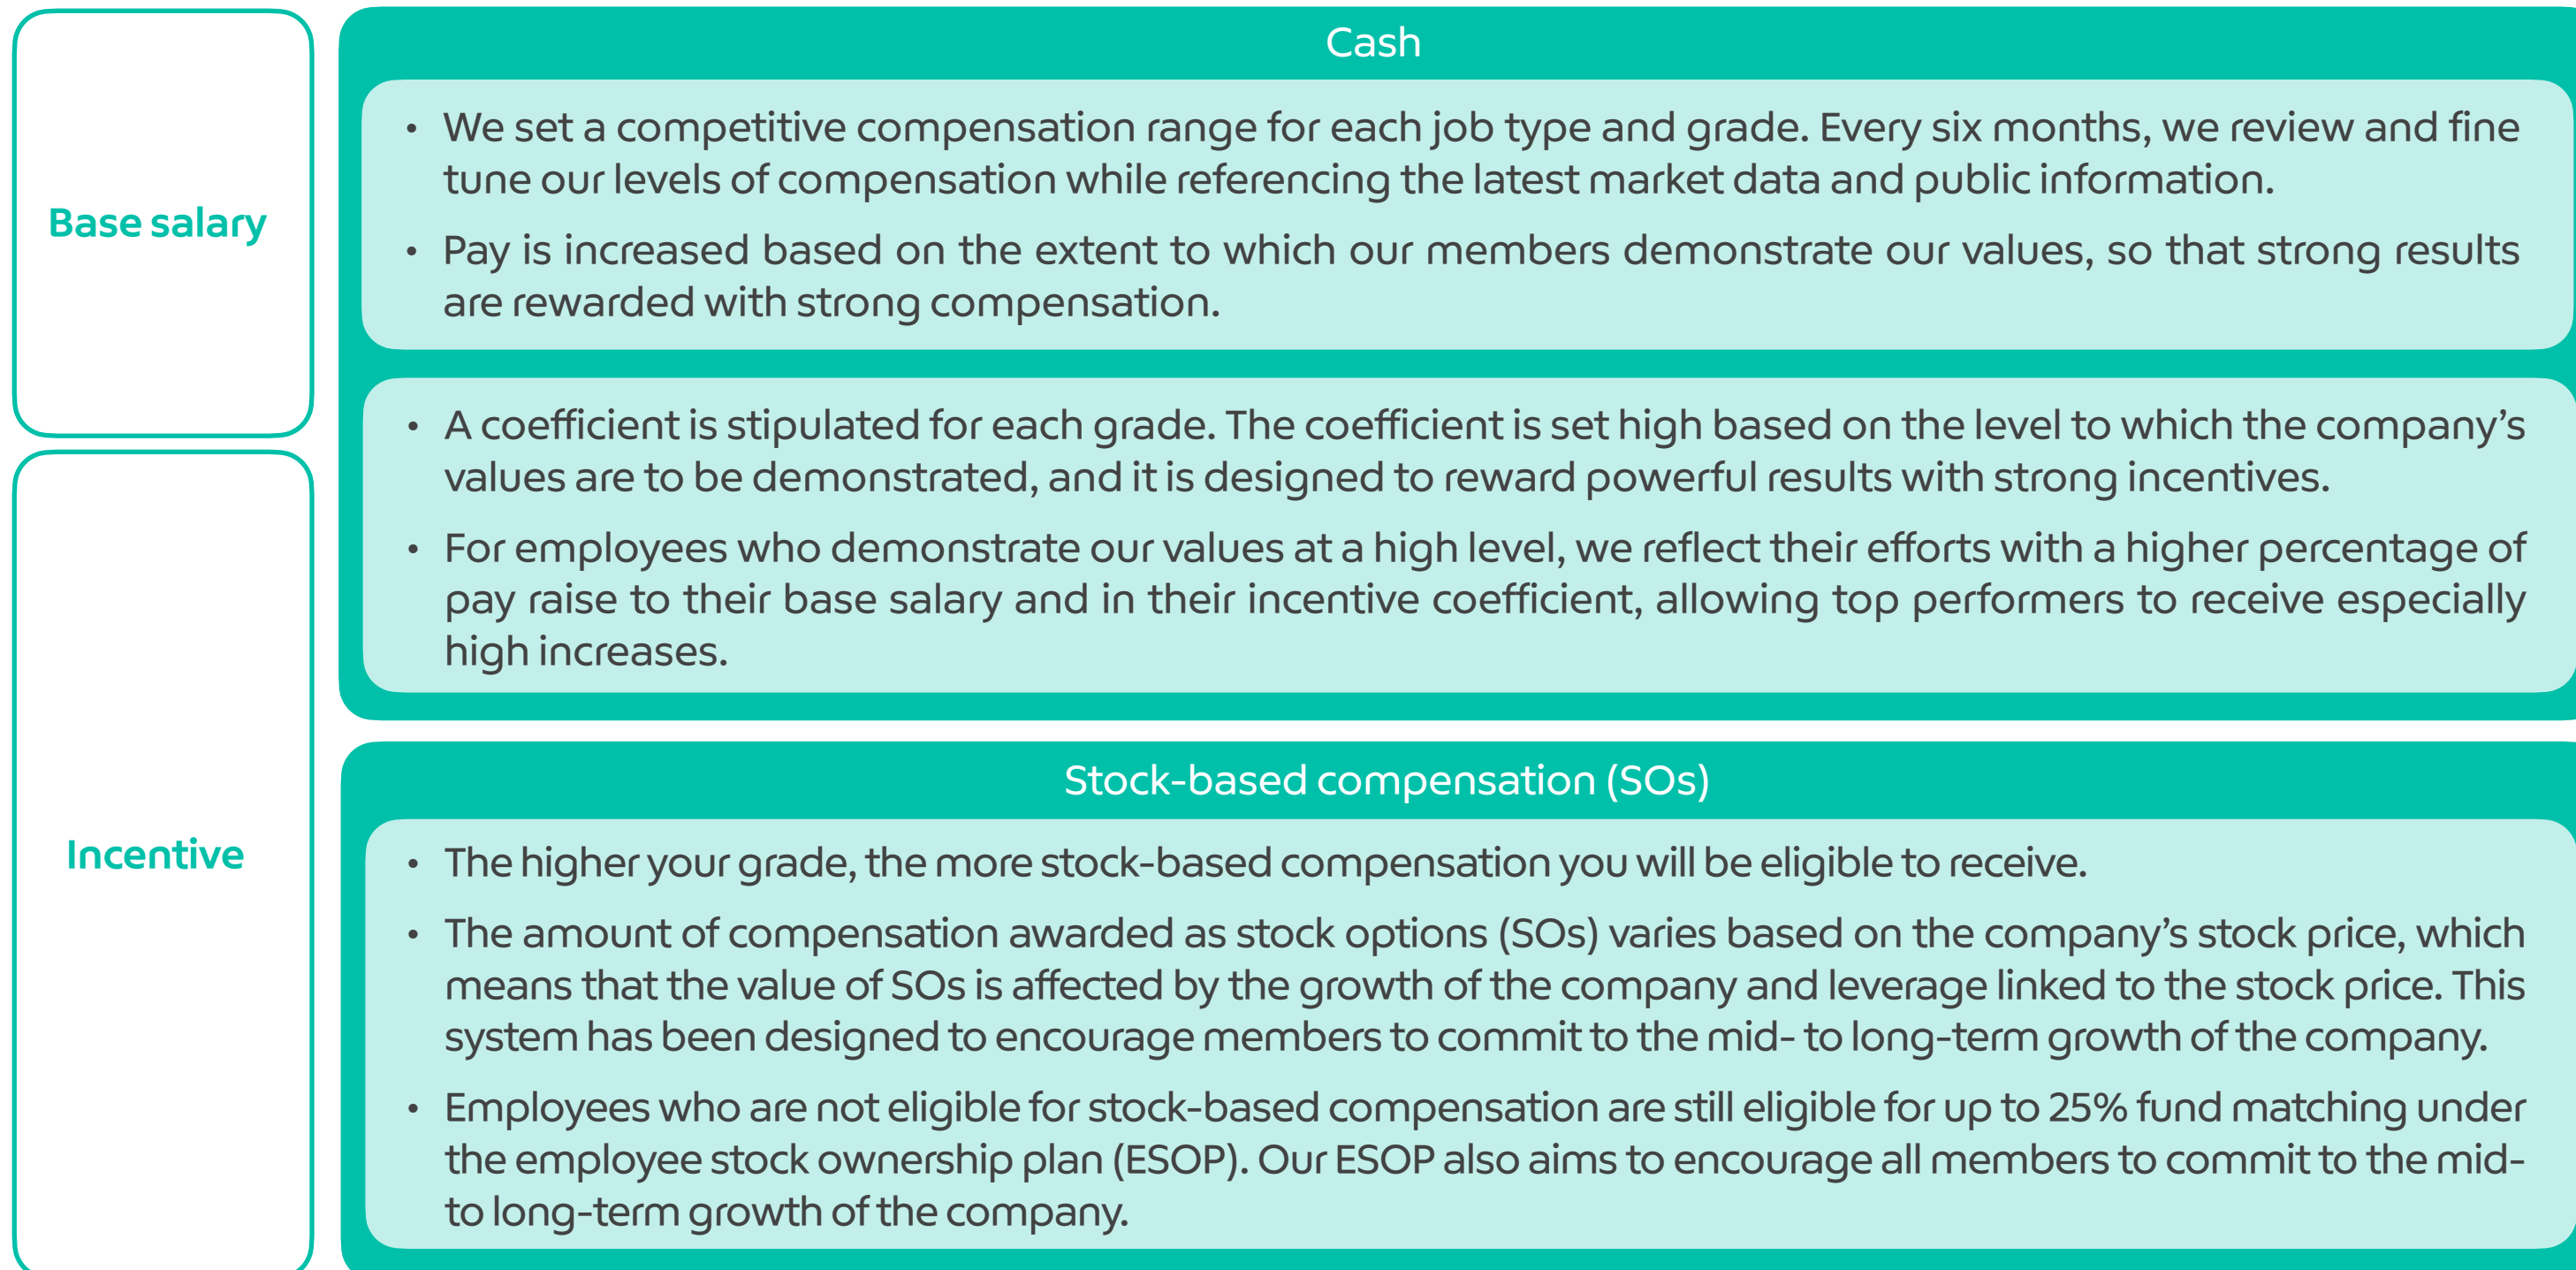 Cash
Base salary
• We set a competitive compensation range for each job type and grade. Every six months, we review and fine
tune our levels of compensation while referencing the latest market data and public information.
• Pay is increased based on the extent to which our members demonstrate our values, so that strong results
are rewarded with strong compensation.
Incentive
• A coefficient is stipulated for each grade. The coefficient is set high based on the level to which the company’s
values are to be demonstrated, and it is designed to reward powerful results with strong incentives.
• For employees who demonstrate our values at a high level, we reflect their efforts with a higher percentage of
pay raise to their base salary and in their incentive coefficient, allowing top performers to receive especially
high increases.
Stock-based compensation (SOs)
• The higher your grade, the more stock-based compensation you will be eligible to receive.
• The amount of compensation awarded as stock options (SOs) varies based on the company’s stock price, which
means that the value of SOs is affected by the growth of the company and leverage linked to the stock price. This
system has been designed to encourage members to commit to the mid- to long-term growth of the company.
• Employees who are not eligible for stock-based compensation are still eligible for up to 25% fund matching under
the employee stock ownership plan (ESOP). Our ESOP also aims to encourage all members to commit to the mid-
to long-term growth of the company.